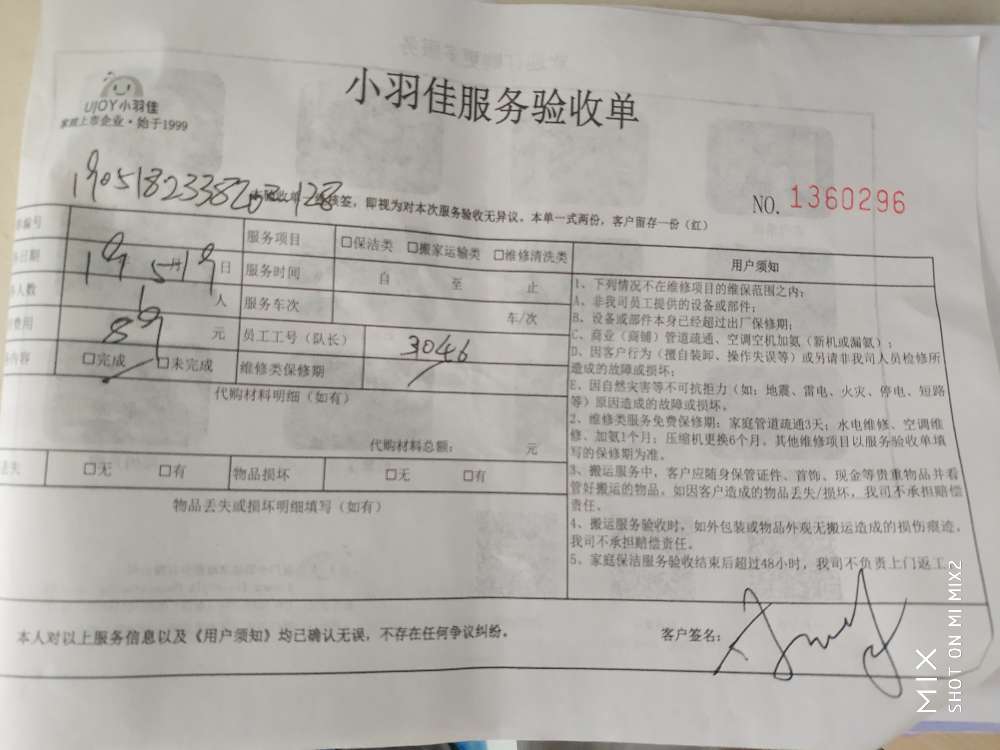 小羽佳服务验收单
UJOY小羽佳
家政上市企业·始于1999
190518233820128
核签，即视为对本次服务验收无异议。本单一式两份，客户留存一份（红）
NO. 1360296
编号
服务项目 □保洁类 □搬家运输类 □维修清洗类
日期 19 5月19日
服务时间 自 至 止
人数 1 人
服务车次 车/次
费用 89 元
员工工号（队长） 3046
内容 □完成 □未完成
维修类保修期
代购材料明细（如有）
代购材料总额： 元
丢失 □无 □有 物品损坏 □无 □有
物品丢失或损坏明细填写（如有）
用户须知
1、下列情况不在维修项目的维保范围之内：
A、非我司员工提供的设备或部件；
B、设备或部件本身已经超过出厂保修期；
C、商业（商铺）管道疏通、空调空机加氨（新机或漏氨）；
D、因客户行为（擅自装卸、操作失误等）或另请非我司人员检修所
造成的故障或损坏；
E、因自然灾害等不可抗拒力（如：地震、雷电、火灾、停电、短路
等）原因造成的故障或损坏。
2、维修类服务免费保修期：家庭管道疏通3天；水电维修、空调维
修、加氨1个月；压缩机更换6个月。其他维修项目以服务验收单填
写的保修期为准。
3、搬运服务中，客户应随身保管证件、首饰、现金等贵重物品并看
管好搬运的物品。如因客户造成的物品丢失/损坏，我司不承担赔偿
责任。
4、搬运服务验收时，如外包装或物品外观无搬运造成的损伤痕迹，
我司不承担赔偿责任。
5、家庭保洁服务验收结束后超过48小时，我司不负责上门返工
本人对以上服务信息以及《用户须知》均已确认无误，不存在任何争议纠纷。
客户签名：
MIX
SHOT ON MI MIX2